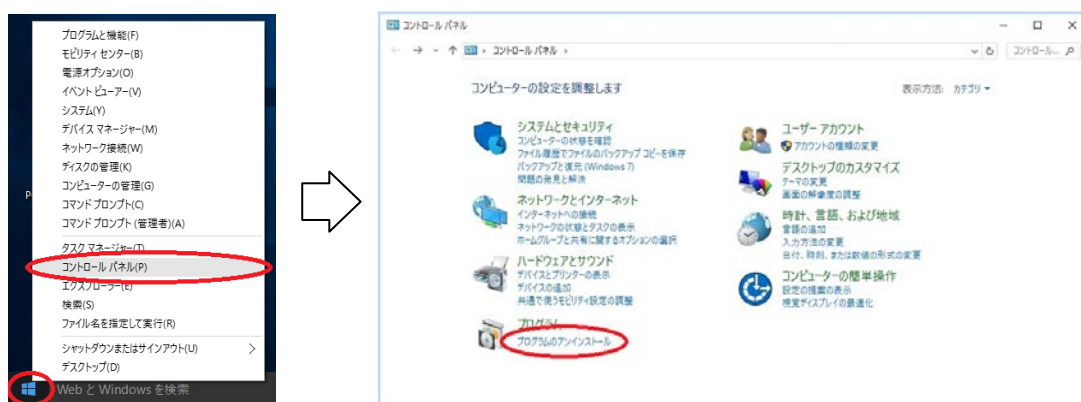 プログラムと機能(F)
モビリティ センター(B)
電源オプション(O)
イベント ビューアー(V)
システム(Y)
デバイス マネージャー(M)
ネットワーク接続(W)
ディスクの管理(K)
コンピューターの管理(G)
コマンド プロンプト(C)
コマンド プロンプト (管理者)(A)
タスク マネージャー(T)
コントロール パネル(P)
エクスプローラー(E)
検索(S)
ファイル名を指定して実行(R)
シャットダウンまたはサインアウト(U)
デスクトップ(D)
Web と Windows を検索
コントロール パネル
コントロール パネル
コントロール...
コンピューターの設定を調整します
表示方法: カテゴリ
システムとセキュリティ
コンピューターの状態を確認
ファイル履歴でファイルのバックアップ コピーを保存
バックアップと復元 (Windows 7)
問題の発見と解決
ネットワークとインターネット
インターネットへの接続
ネットワークの状態とタスクの表示
ホームグループと共有に関するオプションの選択
ハードウェアとサウンド
デバイスとプリンターの表示
デバイスの追加
共通で使うモビリティ設定の調整
プログラム
プログラムのアンインストール
ユーザー アカウント
アカウントの種類の変更
デスクトップのカスタマイズ
テーマの変更
画面の解像度の調整
時計、言語、および地域
言語の追加
入力方法の変更
日付、時刻、または数値の形式の変更
コンピューターの簡単操作
設定の提案の表示
視覚ディスプレイの最適化